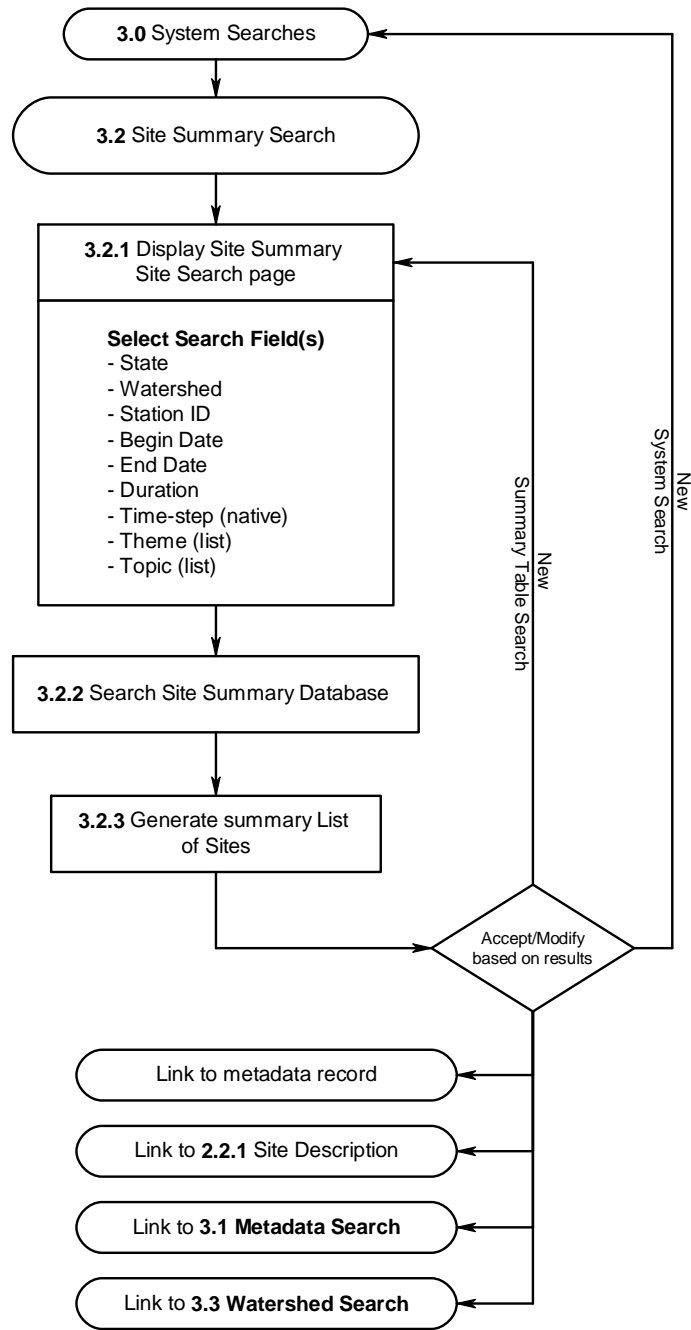 3.0 System Searches
3.2 Site Summary Search
3.2.1 Display Site Summary
Site Search page
Select Search Field(s)
- State
- Watershed
- Station ID
- Begin Date
- End Date
- Duration
- Time-step (native)
- Theme (list)
- Topic (list)
3.2.2 Search Site Summary Database
3.2.3 Generate summary List
of Sites
Accept/Modify
based on results
New
Summary Table Search
New
System Search
Link to metadata record
Link to 2.2.1 Site Description
Link to 3.1 Metadata Search
Link to 3.3 Watershed Search